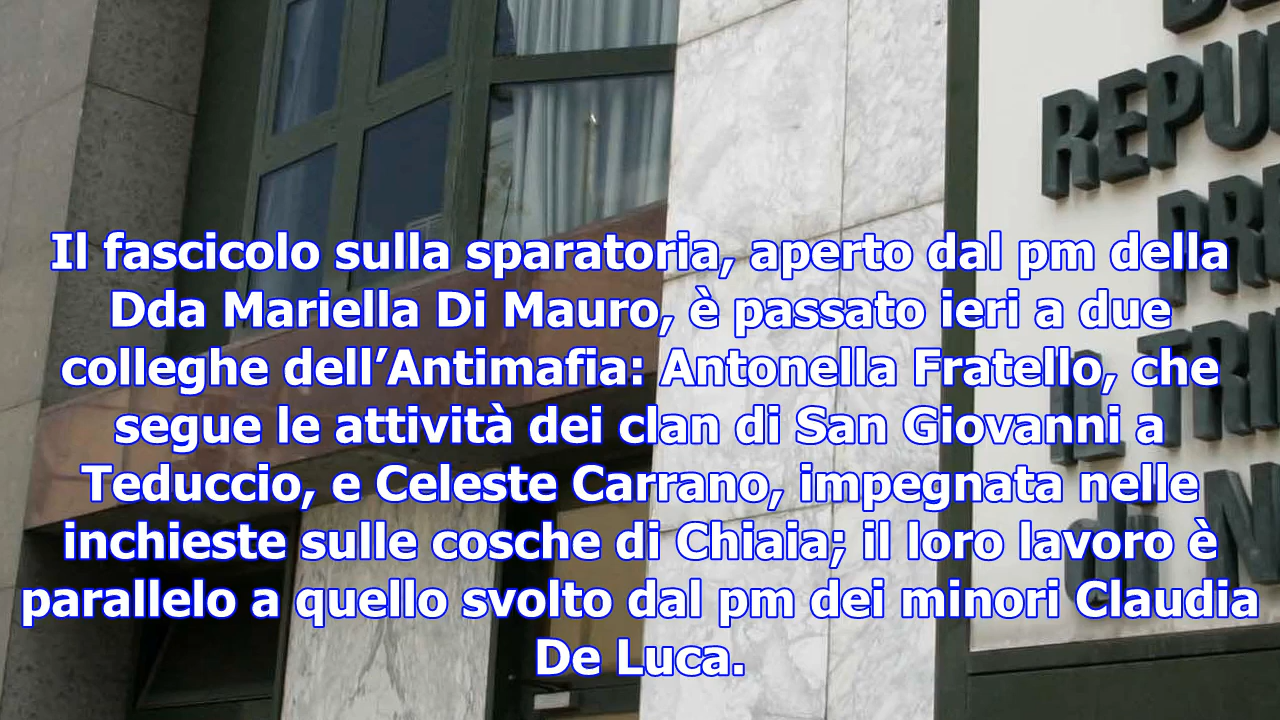 Il fascicolo sulla sparatoria, aperto dal pm della
Dda Mariella Di Mauro, è passato ieri a due
colleghe dell’Antimafia: Antonella Fratello, che
segue le attività dei clan di San Giovanni a
Teduccio, e Celeste Carrano, impegnata nelle
inchieste sulle cosche di Chiaia; il loro lavoro è
parallelo a quello svolto dal pm dei minori Claudia
De Luca.
REPU
PR
IL TRI
di N